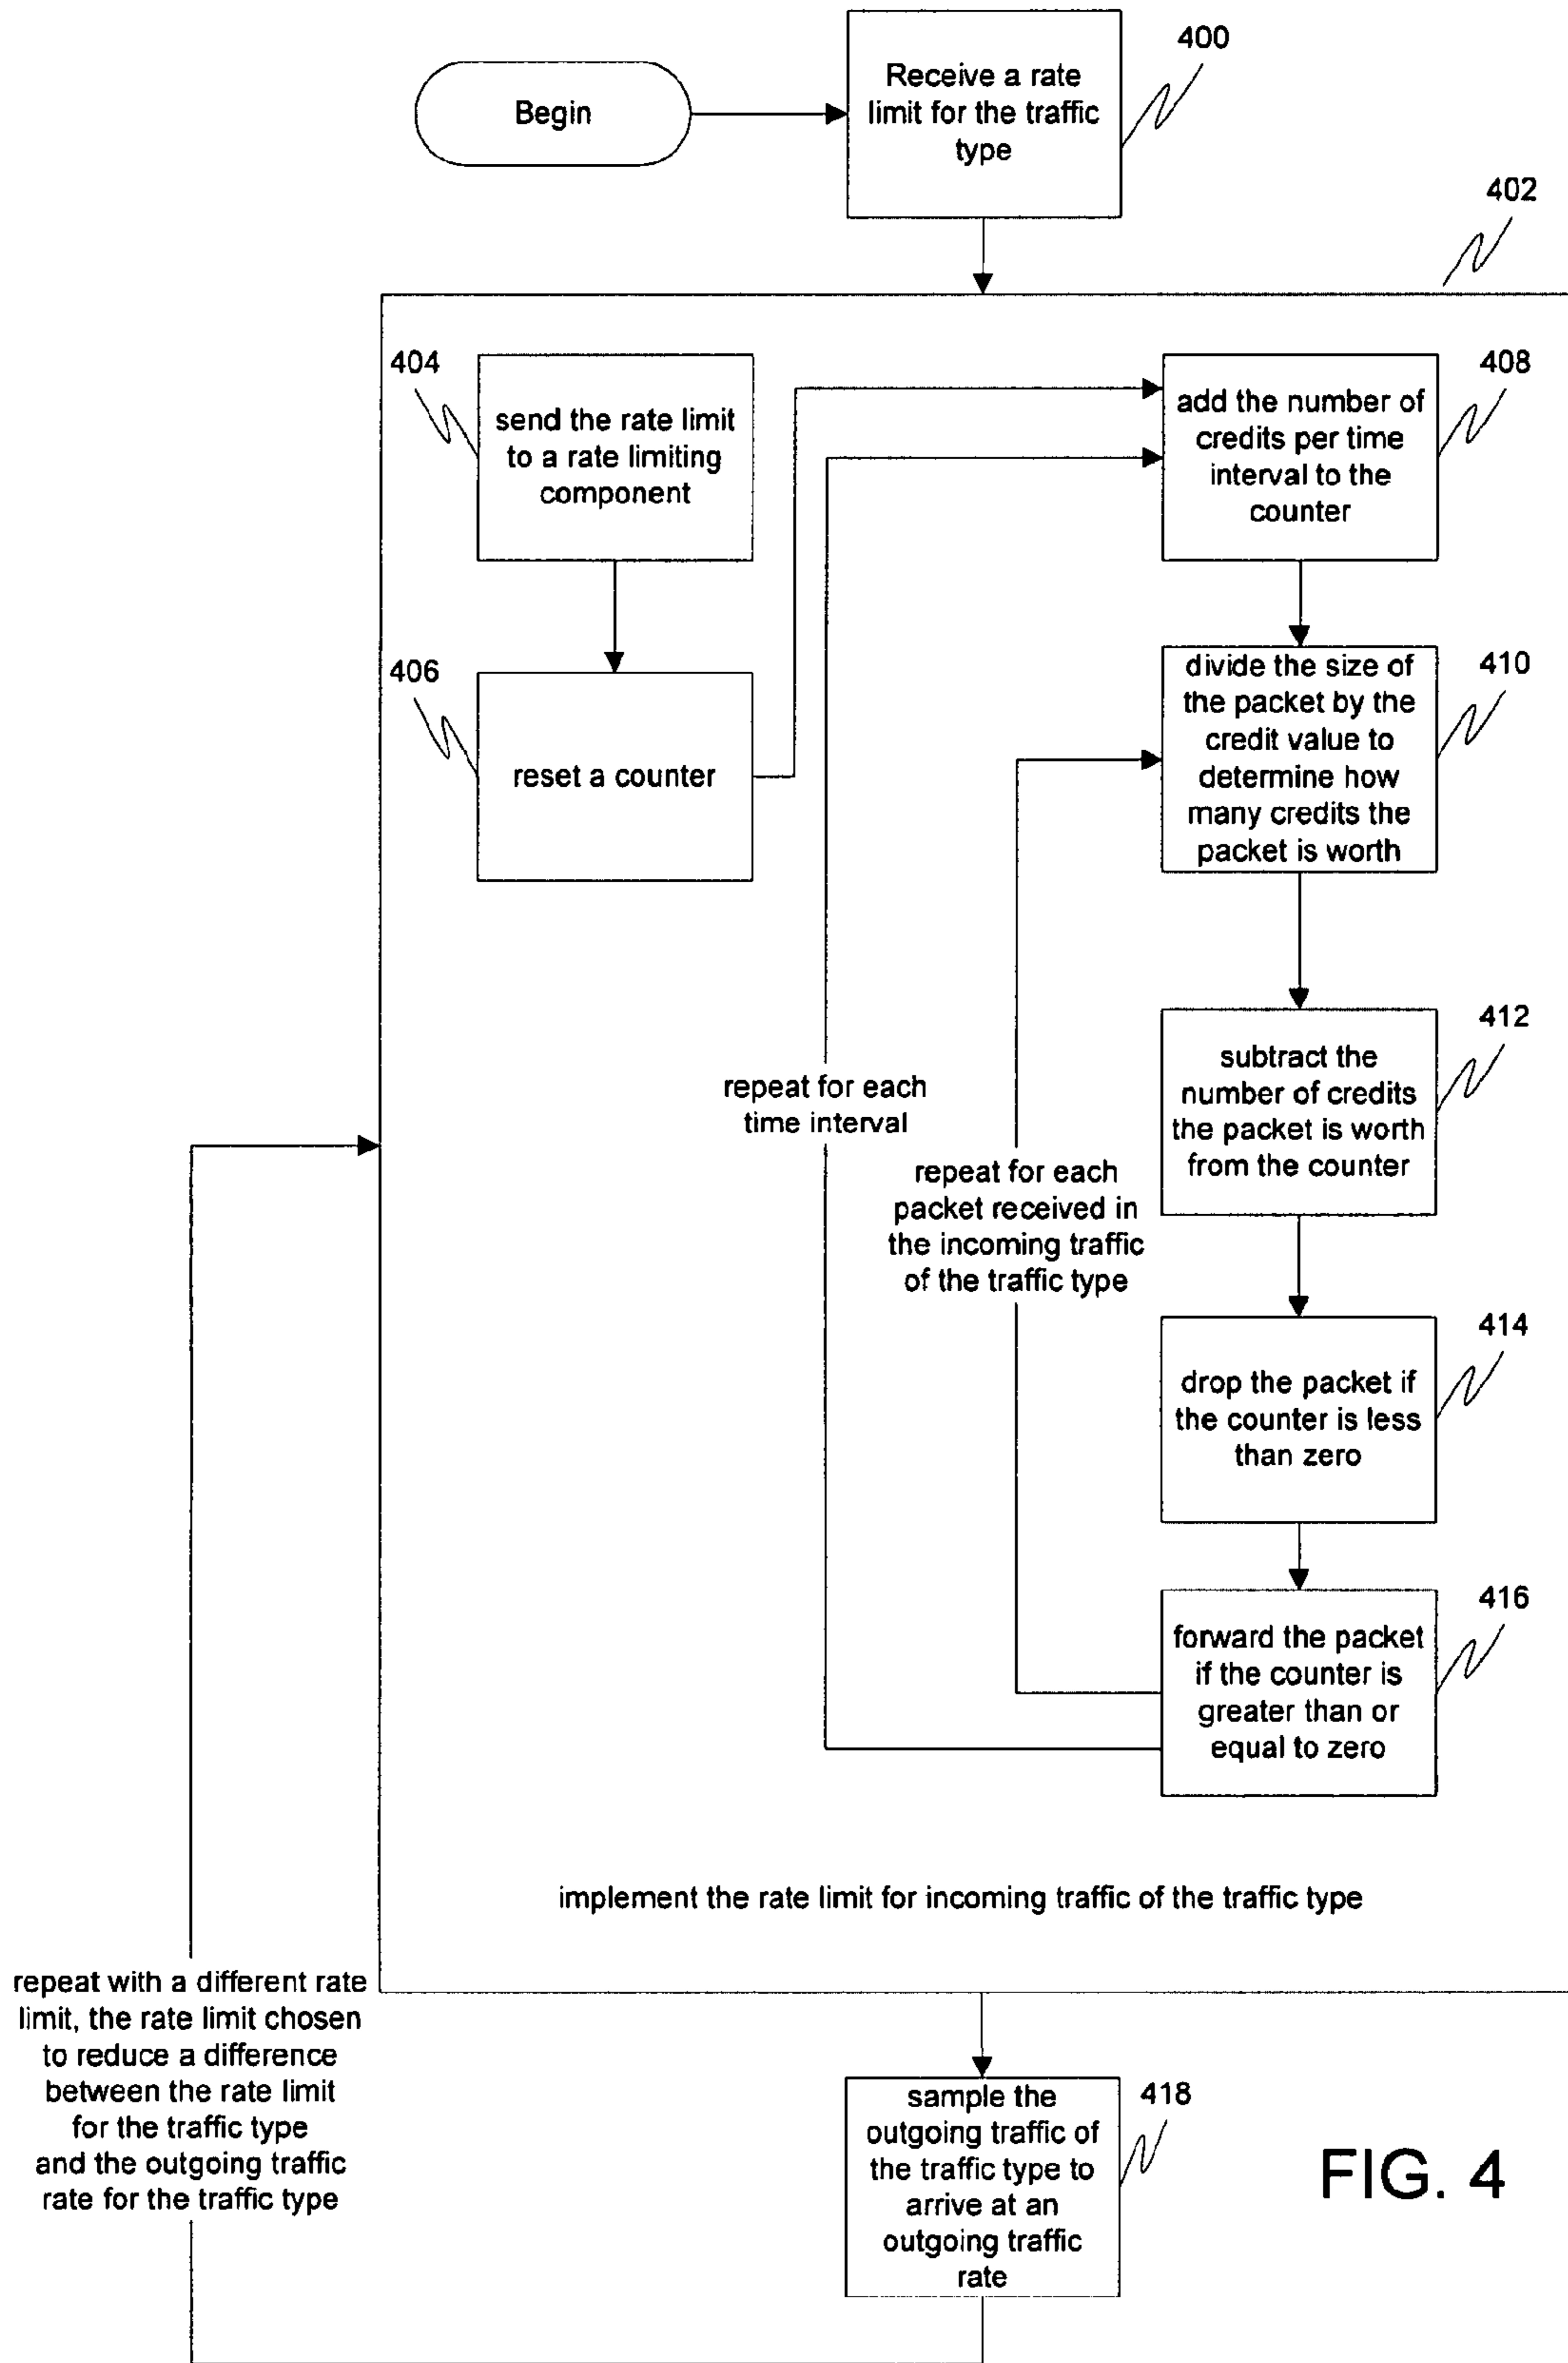 Begin
Receive a rate
limit for the traffic
type
400
402
404
send the rate limit
to a rate limiting
component
406
reset a counter
408
add the number of
credits per time
interval to the
counter
410
divide the size of
the packet by the
credit value to
determine how
many credits the
packet is worth
412
subtract the
number of credits
the packet is worth
from the counter
repeat for each
time interval
repeat for each
packet received in
the incoming traffic
of the traffic type
414
drop the packet if
the counter is less
than zero
416
forward the packet
if the counter is
greater than or
equal to zero
implement the rate limit for incoming traffic of the traffic type
repeat with a different rate
limit, the rate limit chosen
to reduce a difference
between the rate limit
for the traffic type
and the outgoing traffic
rate for the traffic type
418
sample the
outgoing traffic of
the traffic type to
arrive at an
outgoing traffic
rate
FIG. 4